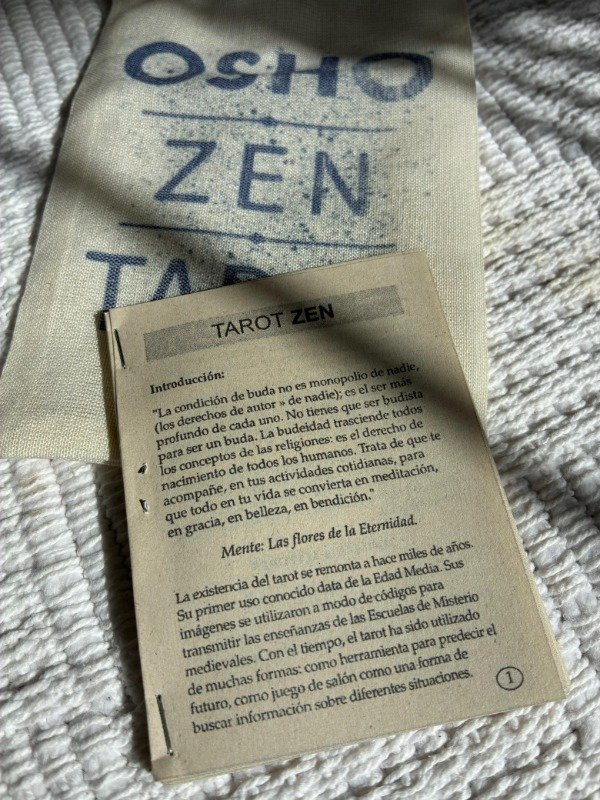 OSHO
ZEN
TAROT ZEN
Introducción:
"La condición de buda no es monopolio de nadie,
(los derechos de autor » de nadie); es el ser más
profundo de cada uno. No tienes que ser budista
para ser un buda. La budeidad trasciende todos
los conceptos de las religiones: es el derecho de
nacimiento de todos los humanos. Trata de que te
acompañe, en tus actividades cotidianas, para
que todo en tu vida se convierta en meditación,
en gracia, en belleza, en bendición."
Mente: Las flores de la Eternidad.
La existencia del tarot se remonta a hace miles de años.
Su primer uso conocido data de la Edad Media. Sus
imágenes se utilizaron a modo de códigos para
transmitir las enseñanzas de las Escuelas de Misterio
medievales. Con el tiempo, el tarot ha sido utilizado
de muchas formas: como herramienta para predecir el
futuro, como juego de salón como una forma de
buscar información sobre diferentes situaciones.
1